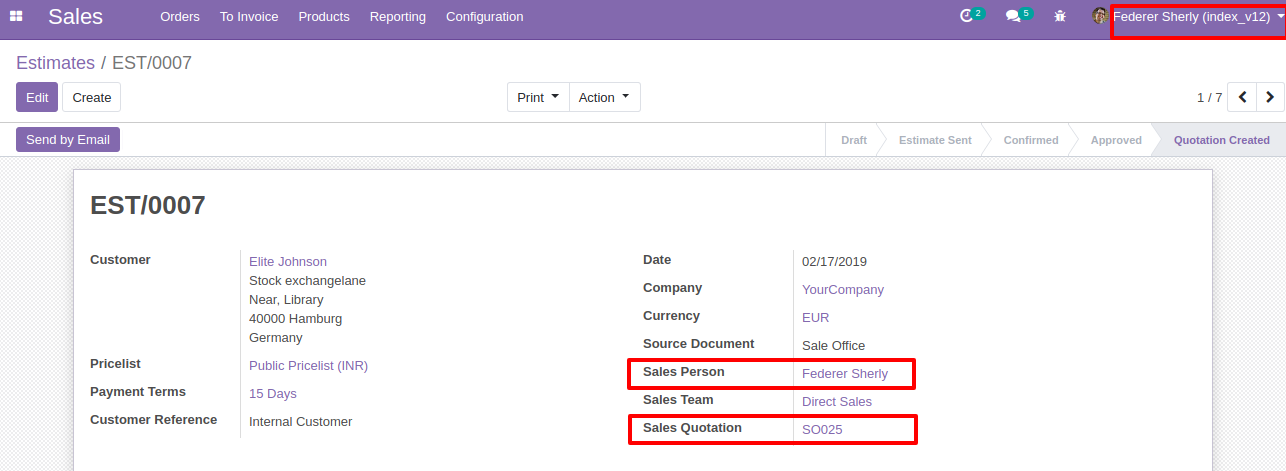 Sales Orders To Invoice Products Reporting Configuration 2 5 Federer Sherly (index_v12)
Estimates / EST/0007
Edit Create Print Action 1 / 7
Send by Email Draft Estimate Sent Confirmed Approved Quotation Created
EST/0007
Customer Elite Johnson
Stock exchangelane
Near, Library
40000 Hamburg
Germany
Pricelist Public Pricelist (INR)
Payment Terms 15 Days
Customer Reference Internal Customer
Date 02/17/2019
Company YourCompany
Currency EUR
Source Document Sale Office
Sales Person Federer Sherly
Sales Team Direct Sales
Sales Quotation SO025